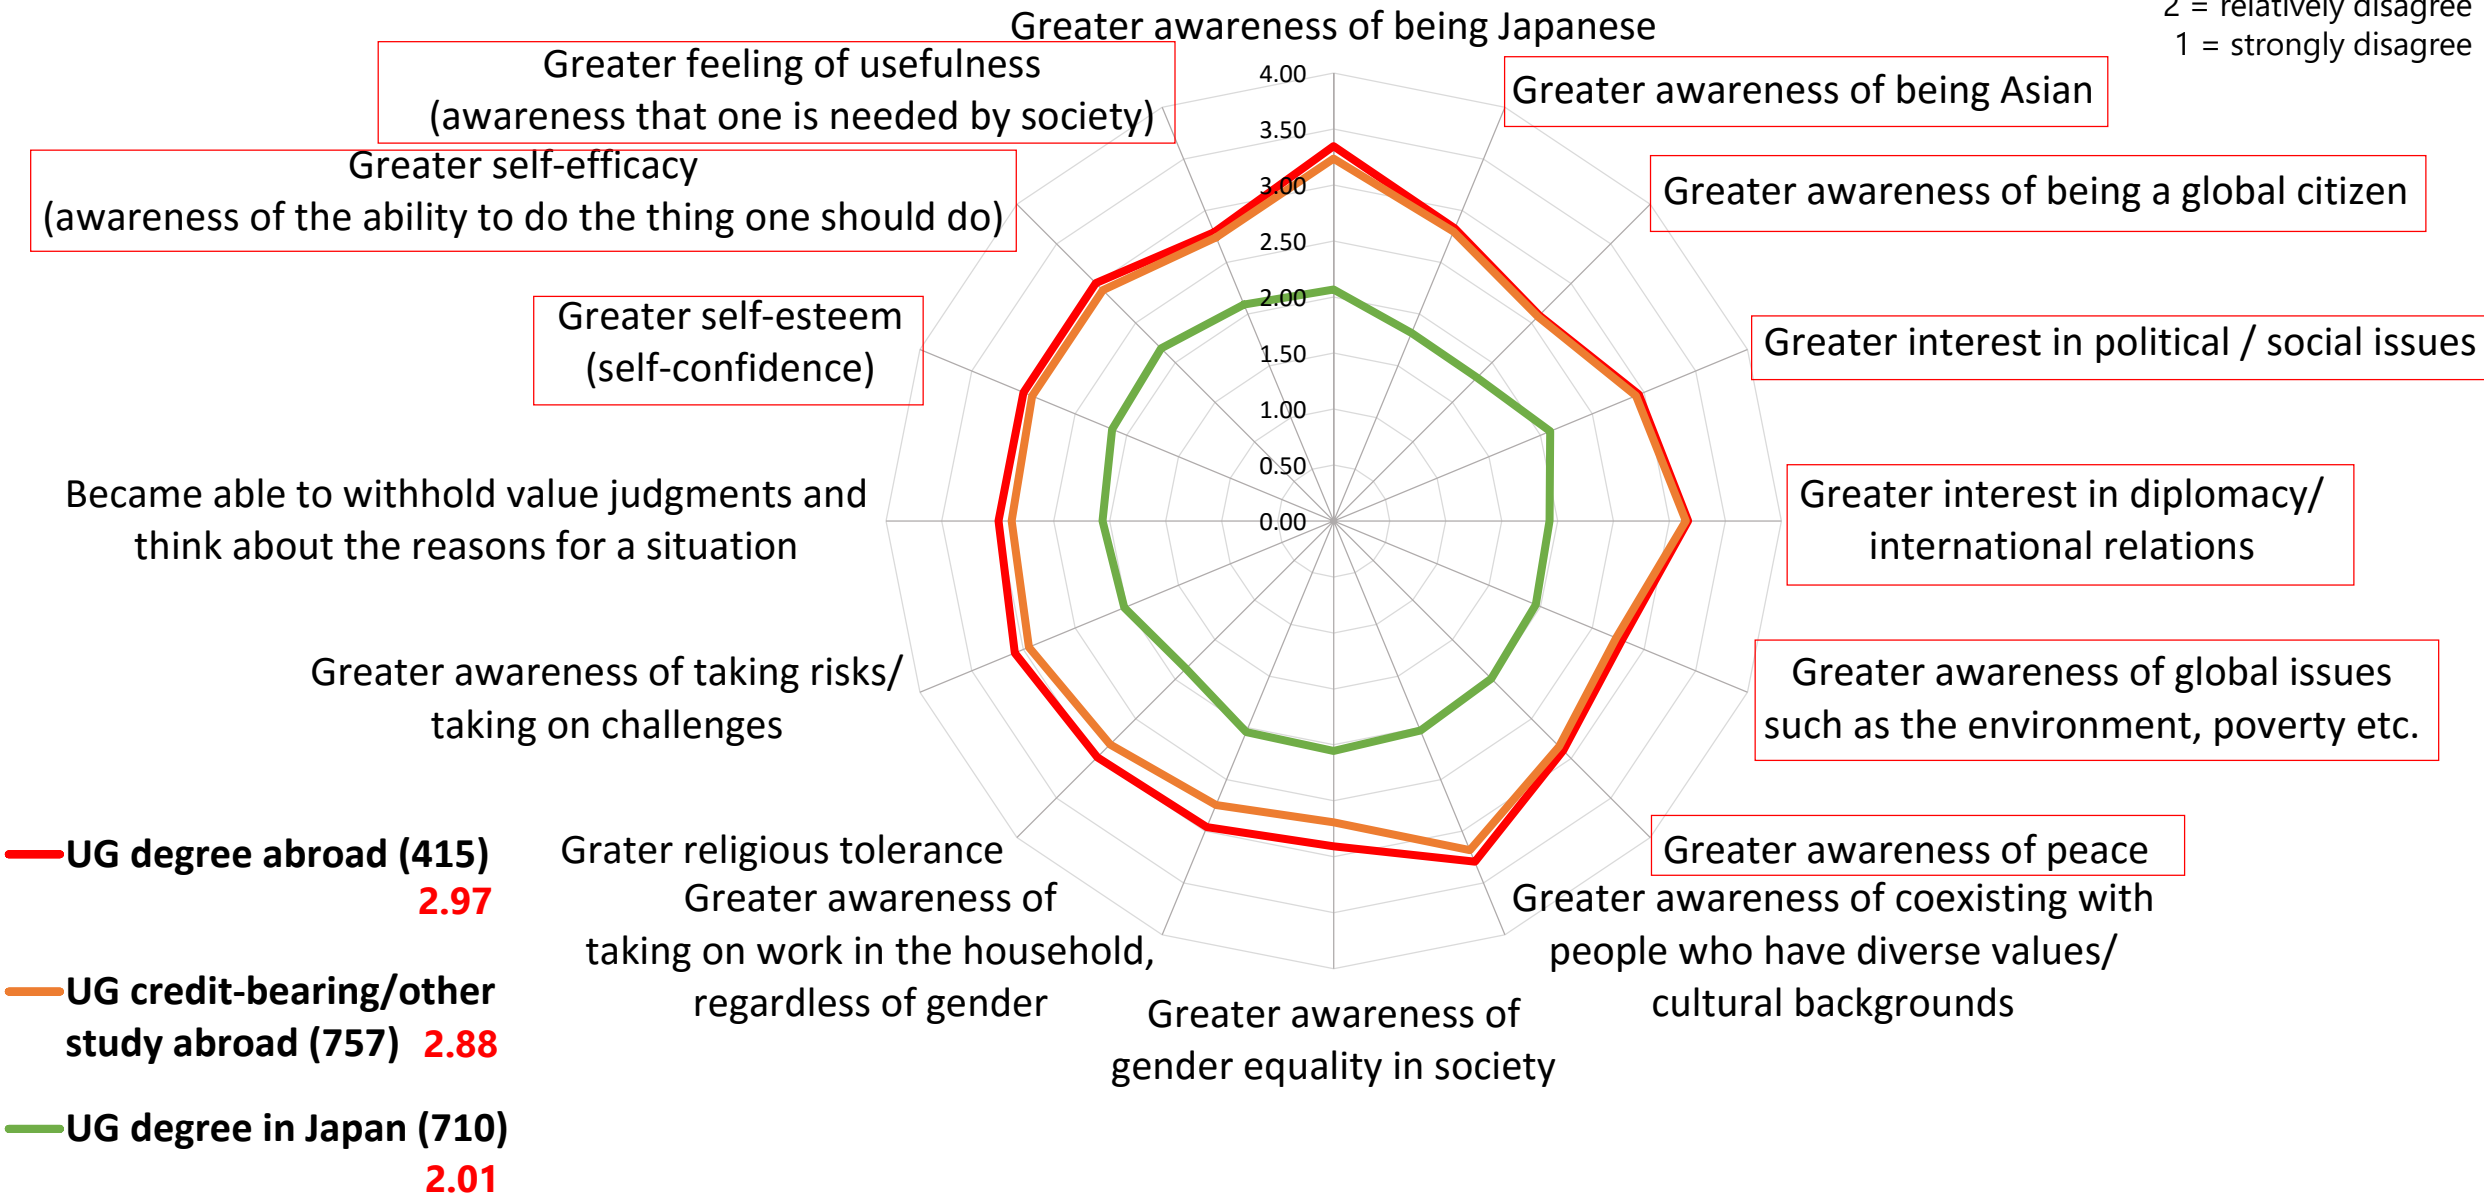 2 = relatively disagree
1 = strongly disagree
Greater awareness of being Japanese
Greater feeling of usefulness
(awareness that one is needed by society)
Greater awareness of being Asian
Greater self-efficacy
(awareness of the ability to do the thing one should do)
Greater awareness of being a global citizen
Greater self-esteem
(self-confidence)
Greater interest in political / social issues
4.00
3.50
3.00
2.50
2.00
1.50
1.00
0.50
0.00
Became able to withhold value judgments and
think about the reasons for a situation
Greater interest in diplomacy/
international relations
Greater awareness of taking risks/
taking on challenges
Greater awareness of global issues
such as the environment, poverty etc.
Grater religious tolerance
Greater awareness of peace
Greater awareness of
taking on work in the household,
regardless of gender
Greater awareness of coexisting with
people who have diverse values/
cultural backgrounds
Greater awareness of
gender equality in society
UG degree abroad (415)
2.97
UG credit-bearing/other
study abroad (757) 2.88
UG degree in Japan (710)
2.01